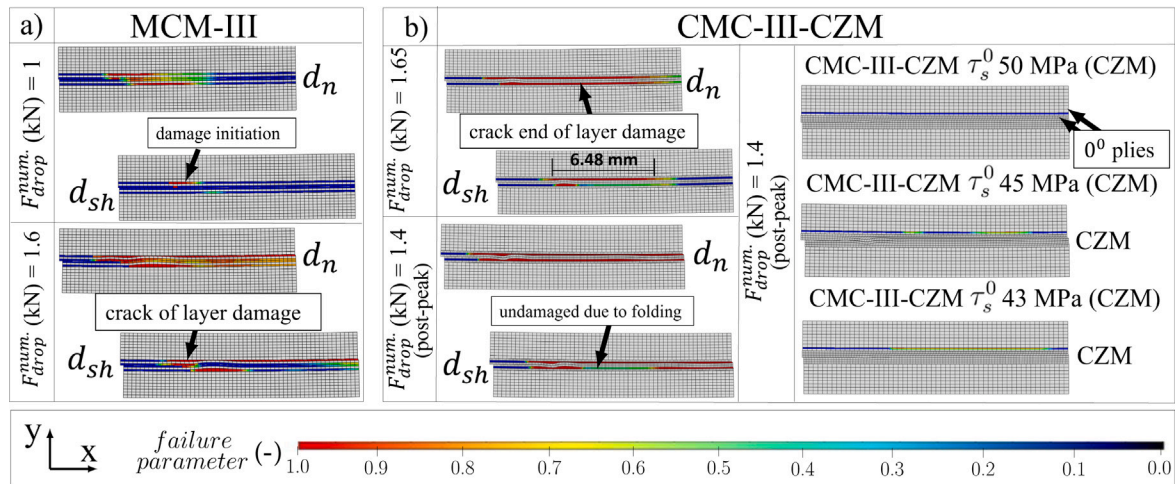 a) MCM-III
F_drop^num. (kN) = 1
d_n
damage initiation
d_sh
F_drop^num. (kN) = 1.6
d_n
crack of layer damage
d_sh
b) CMC-III-CZM
F_drop^num. (kN) = 1.65
d_n
crack end of layer damage
6.48 mm
d_sh
F_drop^num. (kN) = 1.4
(post-peak)
d_n
undamaged due to folding
d_sh
F_drop^num. (kN) = 1.4
(post-peak)
CMC-III-CZM τ_s^0 50 MPa (CZM)
0⁰ plies
CMC-III-CZM τ_s^0 45 MPa (CZM)
CZM
CMC-III-CZM τ_s^0 43 MPa (CZM)
CZM
y
x
failure
parameter (-)
1.0 0.9 0.8 0.7 0.6 0.5 0.4 0.3 0.2 0.1 0.0